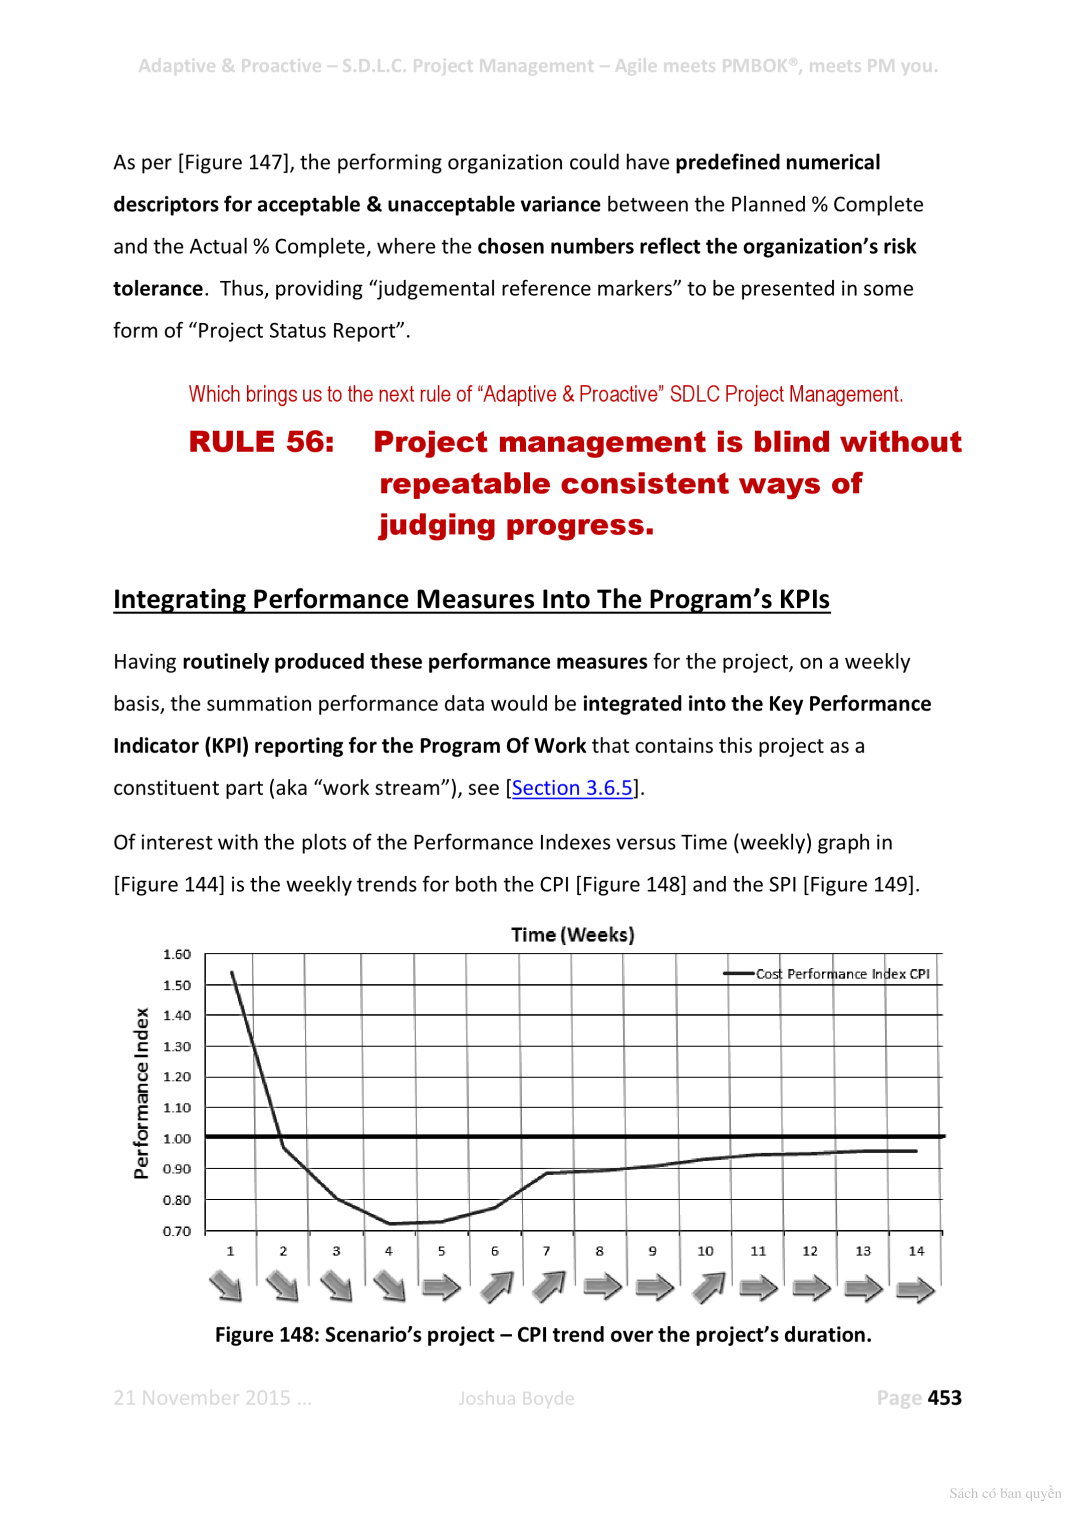 Adaptive & Proactive – S.D.L.C. Project Management – Agile meets PMBOK®, meets PM you.
As per [Figure 147], the performing organization could have predefined numerical
descriptors for acceptable & unacceptable variance between the Planned % Complete
and the Actual % Complete, where the chosen numbers reflect the organization’s risk
tolerance.  Thus, providing “judgemental reference markers” to be presented in some
form of “Project Status Report”.
Which brings us to the next rule of “Adaptive & Proactive” SDLC Project Management.
RULE 56: Project management is blind without
repeatable consistent ways of
judging progress.
Integrating Performance Measures Into The Program’s KPIs
Having routinely produced these performance measures for the project, on a weekly
basis, the summation performance data would be integrated into the Key Performance
Indicator (KPI) reporting for the Program Of Work that contains this project as a
constituent part (aka “work stream”), see [Section 3.6.5].
Of interest with the plots of the Performance Indexes versus Time (weekly) graph in
[Figure 144] is the weekly trends for both the CPI [Figure 148] and the SPI [Figure 149].
Time (Weeks)
Performance Index
1.60
1.50
1.40
1.30
1.20
1.10
1.00
0.90
0.80
0.70
Cost Performance Index CPI
1 2 3 4 5 6 7 8 9 10 11 12 13 14
Figure 148: Scenario’s project – CPI trend over the project’s duration.
21 November 2015 … Joshua Boyde Page 453
Sách có bản quyền